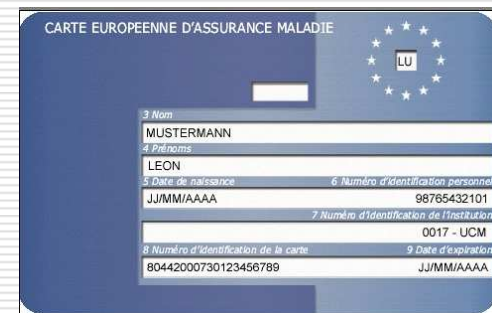 CARTE EUROPEENNE D'ASSURANCE MALADIE
LU
3 Nom
MUSTERMANN
4 Prénoms
LEON
5 Date de naissance 6 Numéro d'identification personnel
JJ/MM/AAAA 98765432101
7 Numéro d'identification de l'institution
0017 - UCM
8 Numéro d'identification de la carte 9 Date d'expiration
80442000730123456789 JJ/MM/AAAA